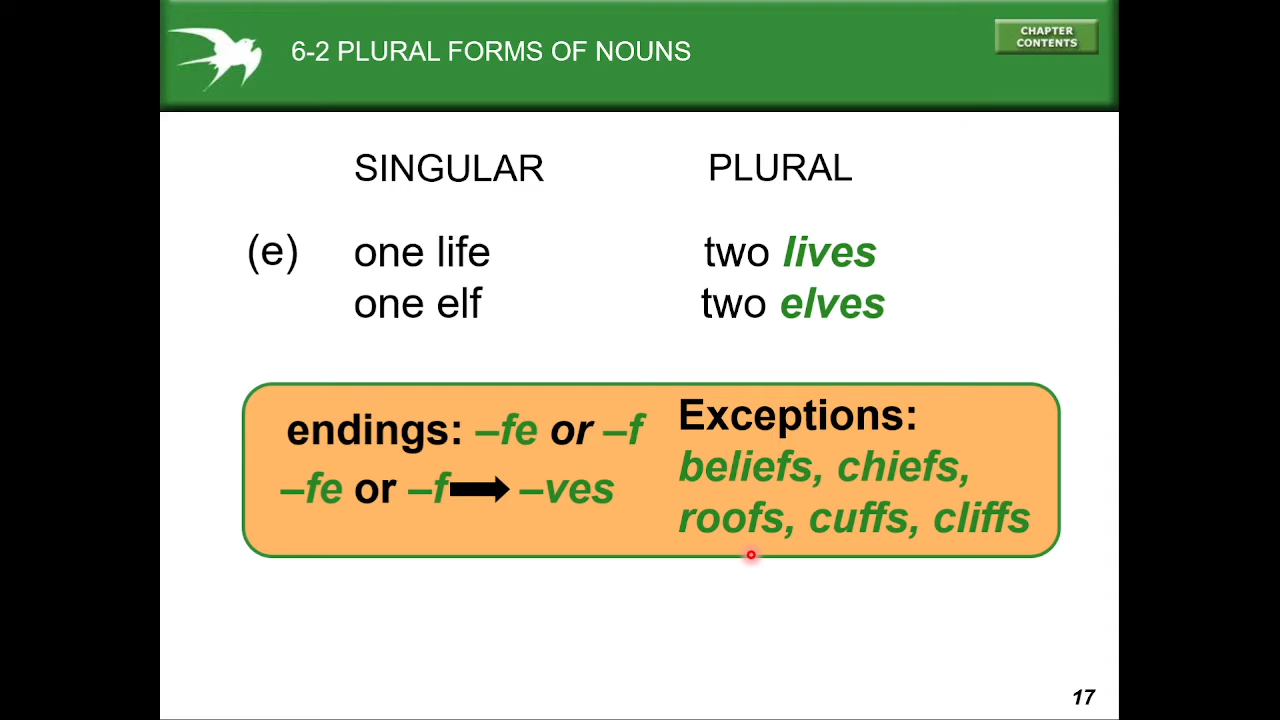 6-2 PLURAL FORMS OF NOUNS
CHAPTER
CONTENTS
SINGULAR PLURAL
(e) one life two lives
one elf two elves
endings: –fe or –f
–fe or –f –ves
Exceptions:
beliefs, chiefs,
roofs, cuffs, cliffs
17